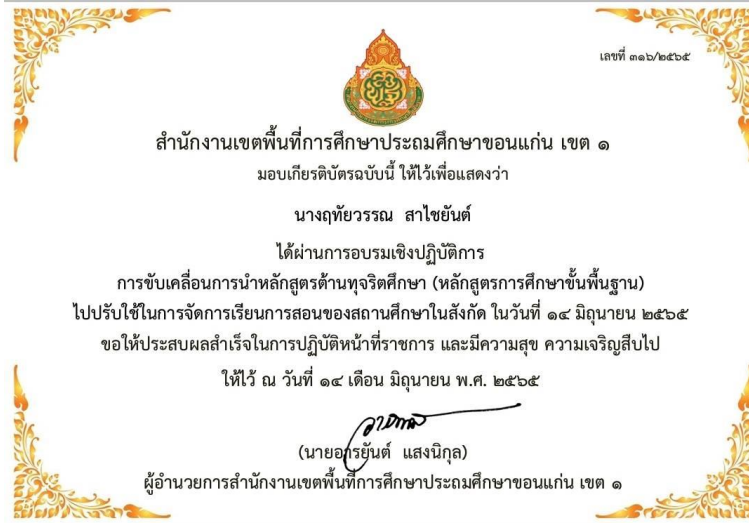 เลขที่ ๓๑๖/๒๕๖๕
สำนักงานเขตพื้นที่การศึกษาประถมศึกษาขอนแก่น เขต ๑
มอบเกียรติบัตรฉบับนี้ ให้ไว้เพื่อแสดงว่า
นางฤทัยวรรณ สาไชยันต์
ได้ผ่านการอบรมเชิงปฏิบัติการ
การขับเคลื่อนการนำหลักสูตรต้านทุจริตศึกษา (หลักสูตรการศึกษาขั้นพื้นฐาน)
ไปปรับใช้ในการจัดการเรียนการสอนของสถานศึกษาในสังกัด ในวันที่ ๑๔ มิถุนายน ๒๕๖๕
ขอให้ประสบผลสำเร็จในการปฏิบัติหน้าที่ราชการ และมีความสุข ความเจริญสืบไป
ให้ไว้ ณ วันที่ ๑๔ เดือน มิถุนายน พ.ศ. ๒๕๖๕
(นายอารยันต์ แสงนิกุล)
ผู้อำนวยการสำนักงานเขตพื้นที่การศึกษาประถมศึกษาขอนแก่น เขต ๑